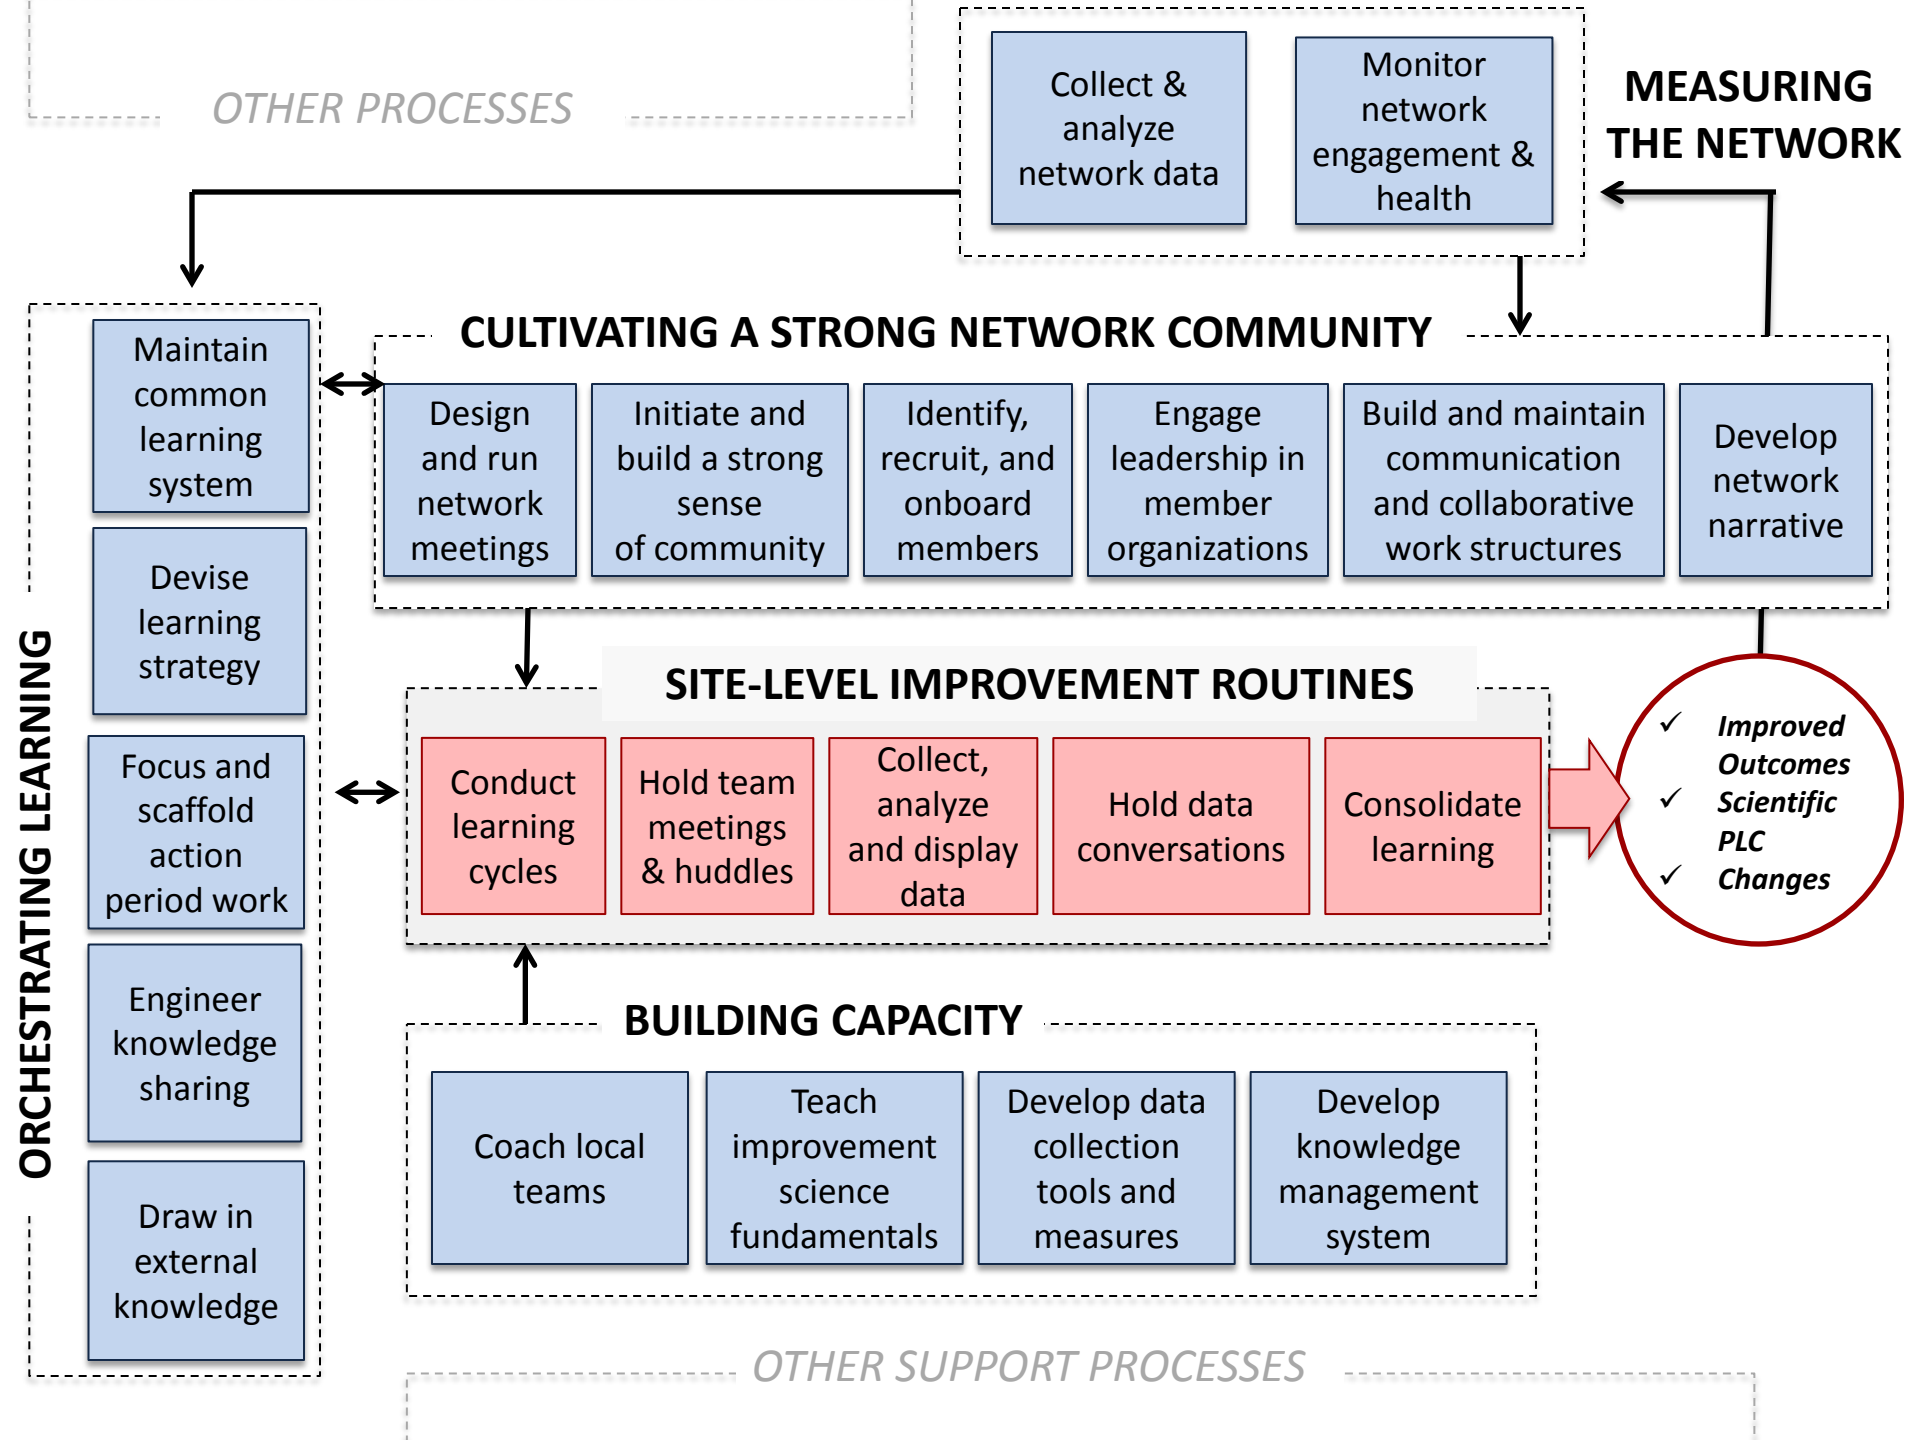 OTHER PROCESSES
Collect &
analyze
network data
Monitor
network
engagement &
health
MEASURING
THE NETWORK
ORCHESTRATING LEARNING
Maintain
common
learning
system
Devise
learning
strategy
Focus and
scaffold
action
period work
Engineer
knowledge
sharing
Draw in
external
knowledge
CULTIVATING A STRONG NETWORK COMMUNITY
Design
and run
network
meetings
Initiate and
build a strong
sense
of community
Identify,
recruit, and
onboard
members
Engage
leadership in
member
organizations
Build and maintain
communication
and collaborative
work structures
Develop
network
narrative
SITE-LEVEL IMPROVEMENT ROUTINES
Conduct
learning
cycles
Hold team
meetings
& huddles
Collect,
analyze
and display
data
Hold data
conversations
Consolidate
learning
✓ Improved
Outcomes
✓ Scientific
PLC
✓ Changes
BUILDING CAPACITY
Coach local
teams
Teach
improvement
science
fundamentals
Develop data
collection
tools and
measures
Develop
knowledge
management
system
OTHER SUPPORT PROCESSES